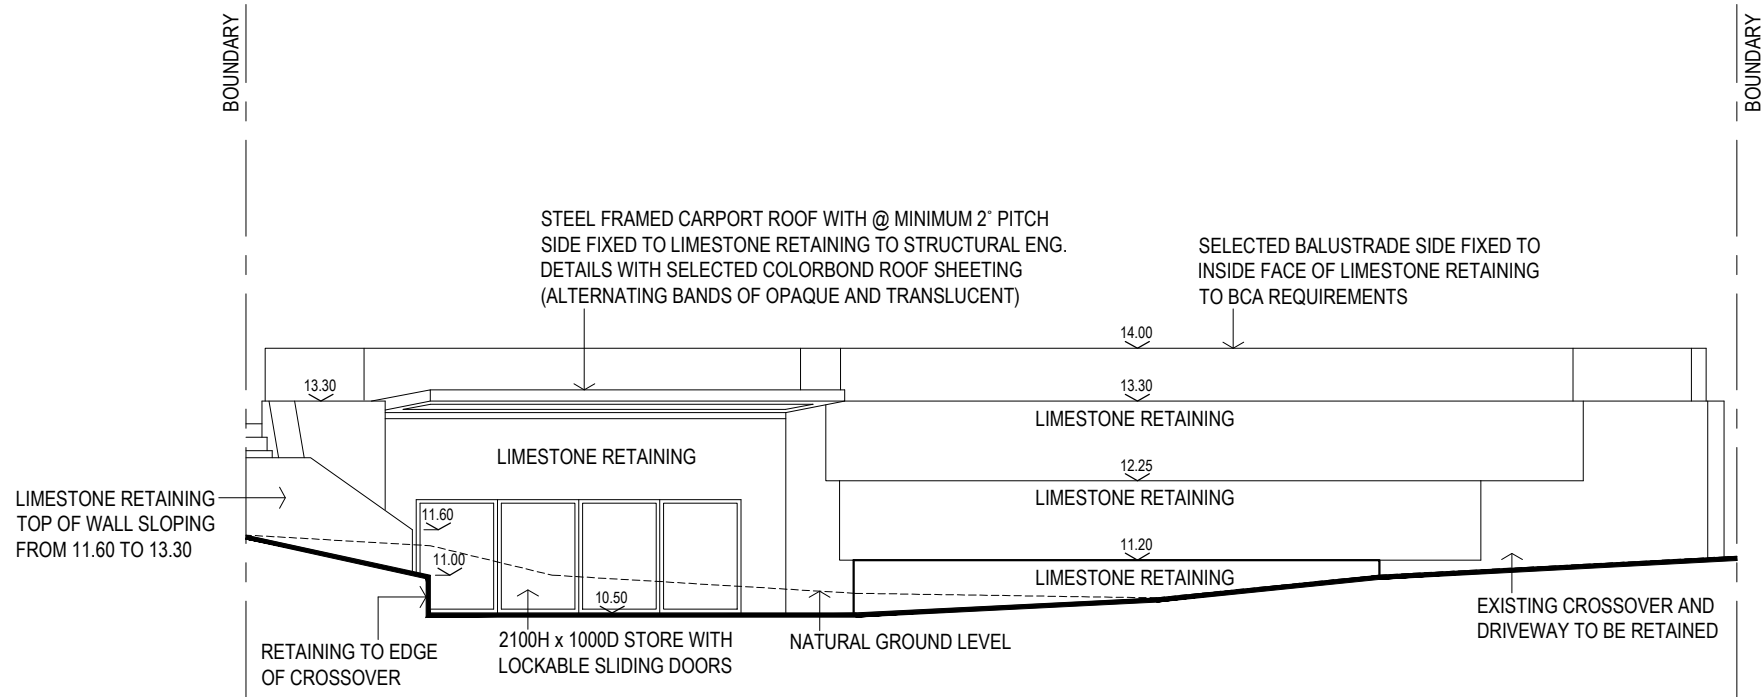 BOUNDARY
BOUNDARY
STEEL FRAMED CARPORT ROOF WITH @ MINIMUM 2° PITCH
SIDE FIXED TO LIMESTONE RETAINING TO STRUCTURAL ENG.
DETAILS WITH SELECTED COLORBOND ROOF SHEETING
(ALTERNATING BANDS OF OPAQUE AND TRANSLUCENT)
SELECTED BALUSTRADE SIDE FIXED TO
INSIDE FACE OF LIMESTONE RETAINING
TO BCA REQUIREMENTS
14.00
13.30
13.30
LIMESTONE RETAINING
LIMESTONE RETAINING
12.25
LIMESTONE RETAINING
LIMESTONE RETAINING
TOP OF WALL SLOPING
FROM 11.60 TO 13.30
11.60
11.00
11.20
LIMESTONE RETAINING
10.50
RETAINING TO EDGE
OF CROSSOVER
2100H x 1000D STORE WITH
LOCKABLE SLIDING DOORS
NATURAL GROUND LEVEL
EXISTING CROSSOVER AND
DRIVEWAY TO BE RETAINED